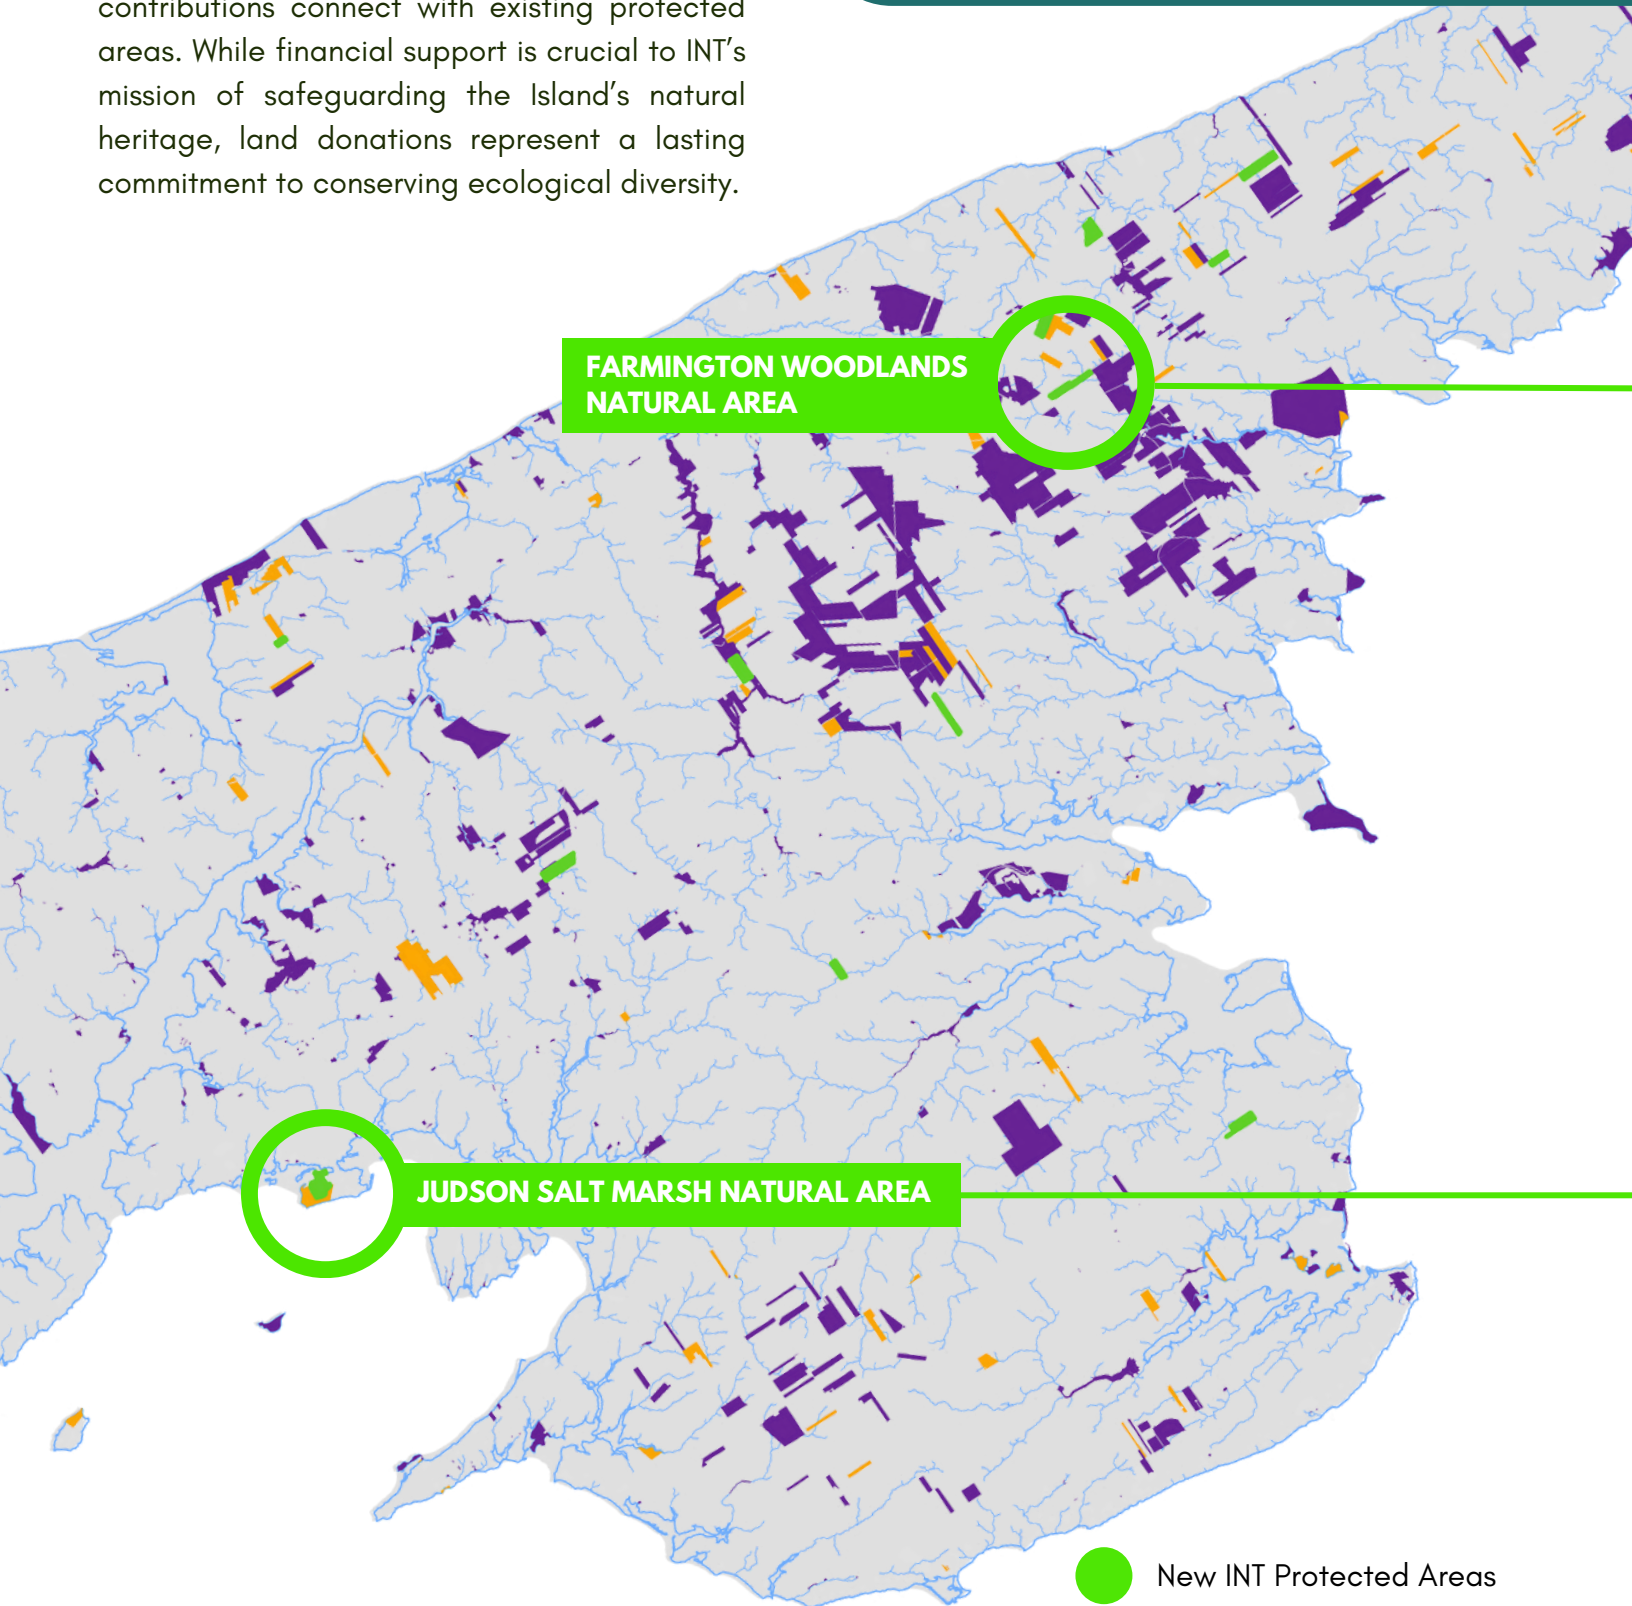 contributions connect with existing protected
areas. While financial support is crucial to INT’s
mission of safeguarding the Island’s natural
heritage, land donations represent a lasting
commitment to conserving ecological diversity.
FARMINGTON WOODLANDS
NATURAL AREA
JUDSON SALT MARSH NATURAL AREA
New INT Protected Areas